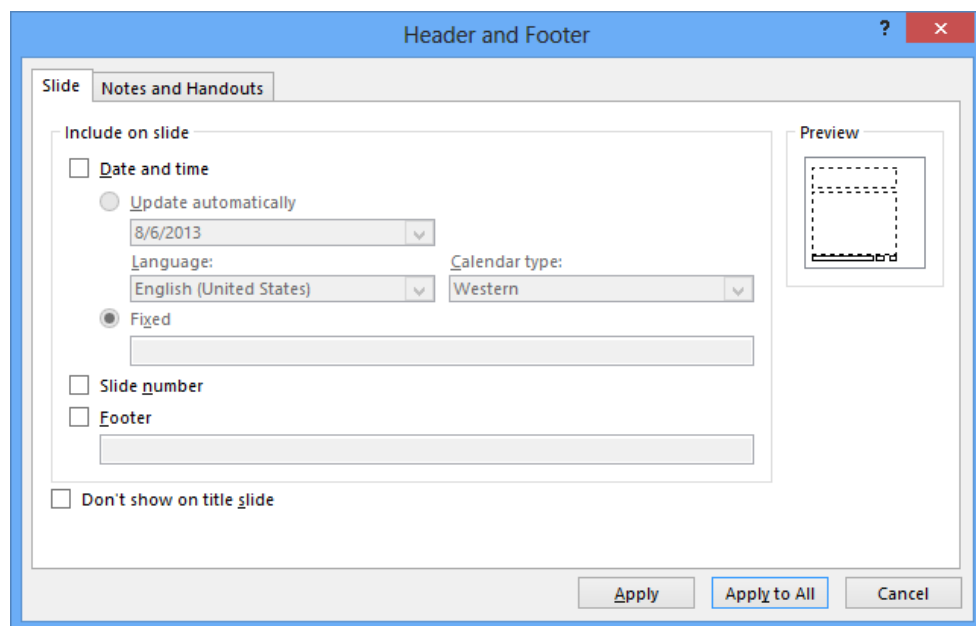 Header and Footer
?
Slide Notes and Handouts
Include on slide
Preview
Date and time
Update automatically
8/6/2013
Language: Calendar type:
English (United States) Western
Fixed
Slide number
Footer
Don't show on title slide
Apply Apply to All Cancel